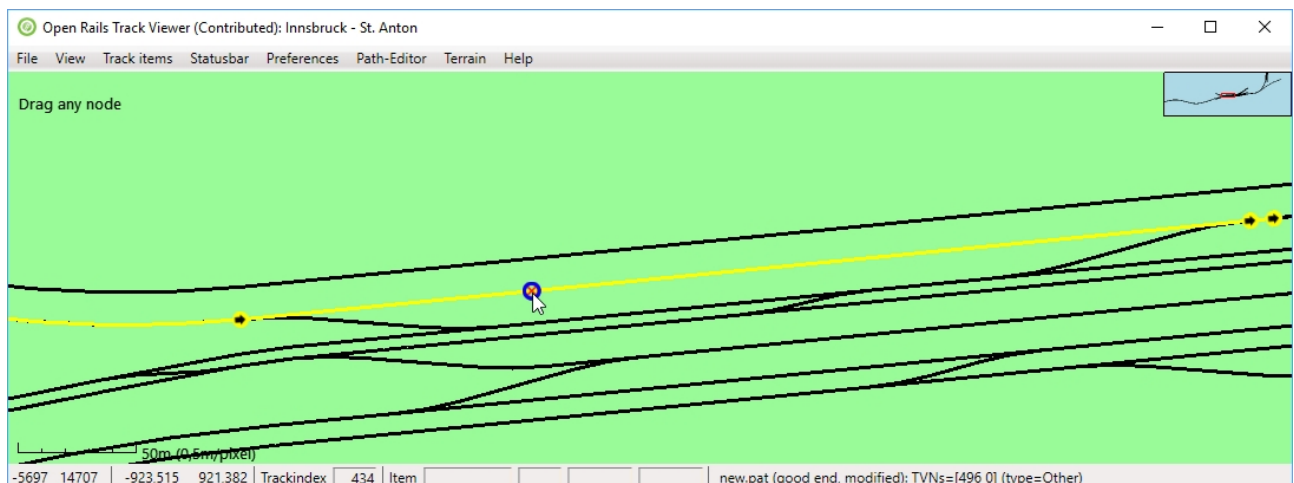 Open Rails Track Viewer (Contributed): Innsbruck - St. Anton
File View Track items Statusbar Preferences Path-Editor Terrain Help
Drag any node
50m (0,5m/pixel)
-5697 14707 -923,515 921,382 Trackindex 434 Item new.pat (good end, modified): TVNs=[496 0] (type=Other)